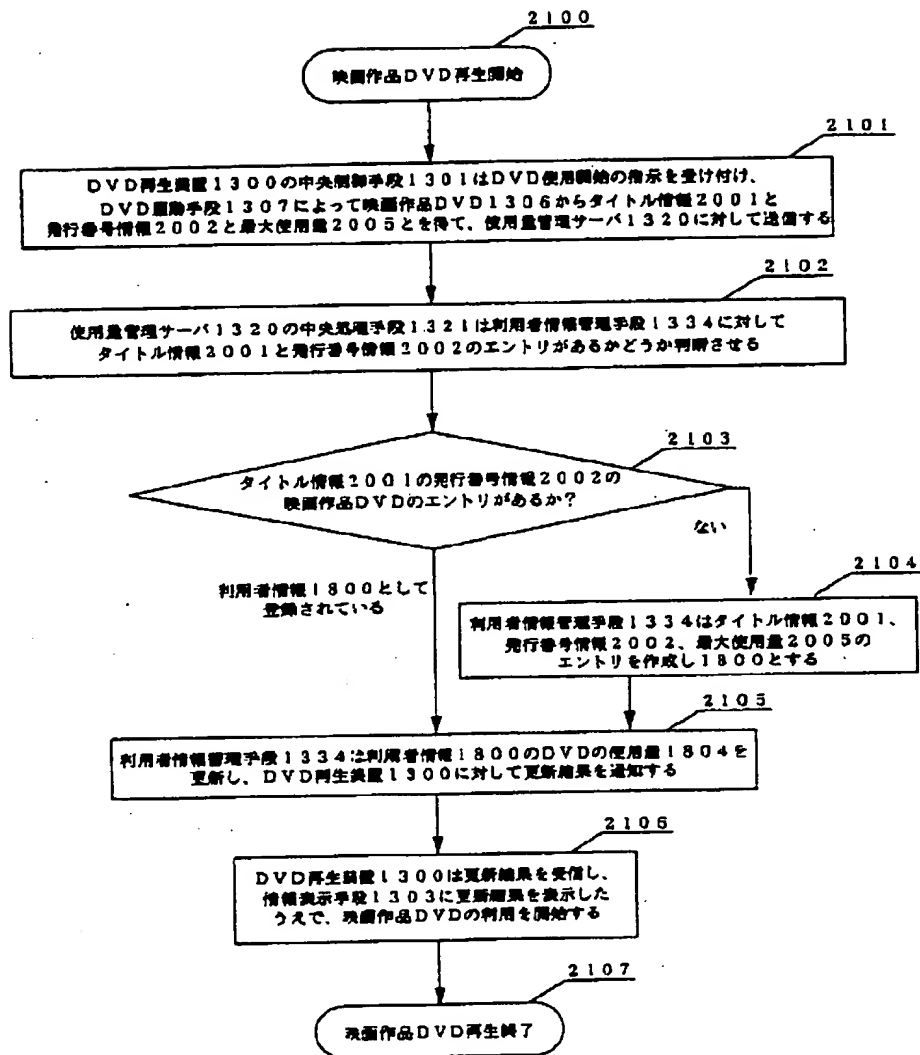 2100
映画作品DVD再生開始
2101
DVD再生装置1300の中央制御手段1301はDVD使用開始の指示を受け付け、
DVD駆動手段1307によって映画作品DVD1306からタイトル情報2001と
発行番号情報2002と最大使用量2005とを得て、使用量管理サーバ1320に対して送信する
2102
使用量管理サーバ1320の中央処理手段1321は利用者情報管理手段1334に対して
タイトル情報2001と発行番号情報2002のエントリがあるかどうか判断させる
2103
タイトル情報2001の発行番号情報2002の
映画作品DVDのエントリがあるか?
ない
利用者情報1800として
登録されている
2104
利用者情報管理手段1334はタイトル情報2001、
発行番号情報2002、最大使用量2005の
エントリを作成し1800とする
2105
利用者情報管理手段1334は利用者情報1800のDVDの使用量1804を
更新し、DVD再生装置1300に対して更新結果を通知する
2106
DVD再生装置1300は更新結果を受信し、
情報表示手段1303に更新結果を表示した
うえで、映画作品DVDの利用を開始する
2107
映画作品DVD再生終了